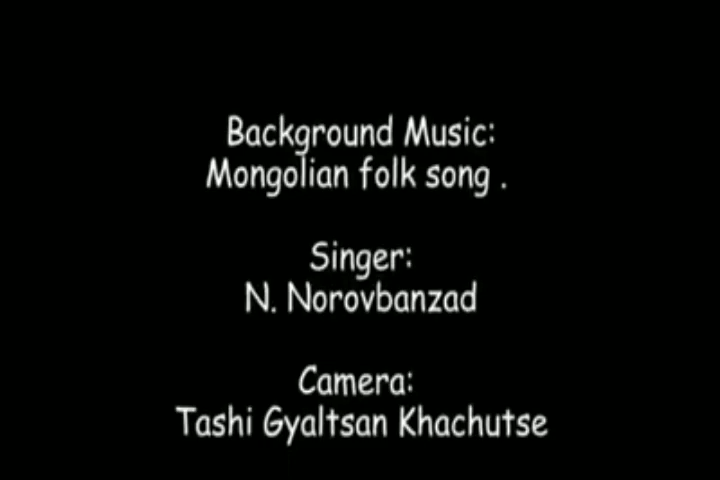 Background Music:
Mongolian folk song .
Singer:
N. Norovbanzad
Camera:
Tashi Gyaltsan Khachutse